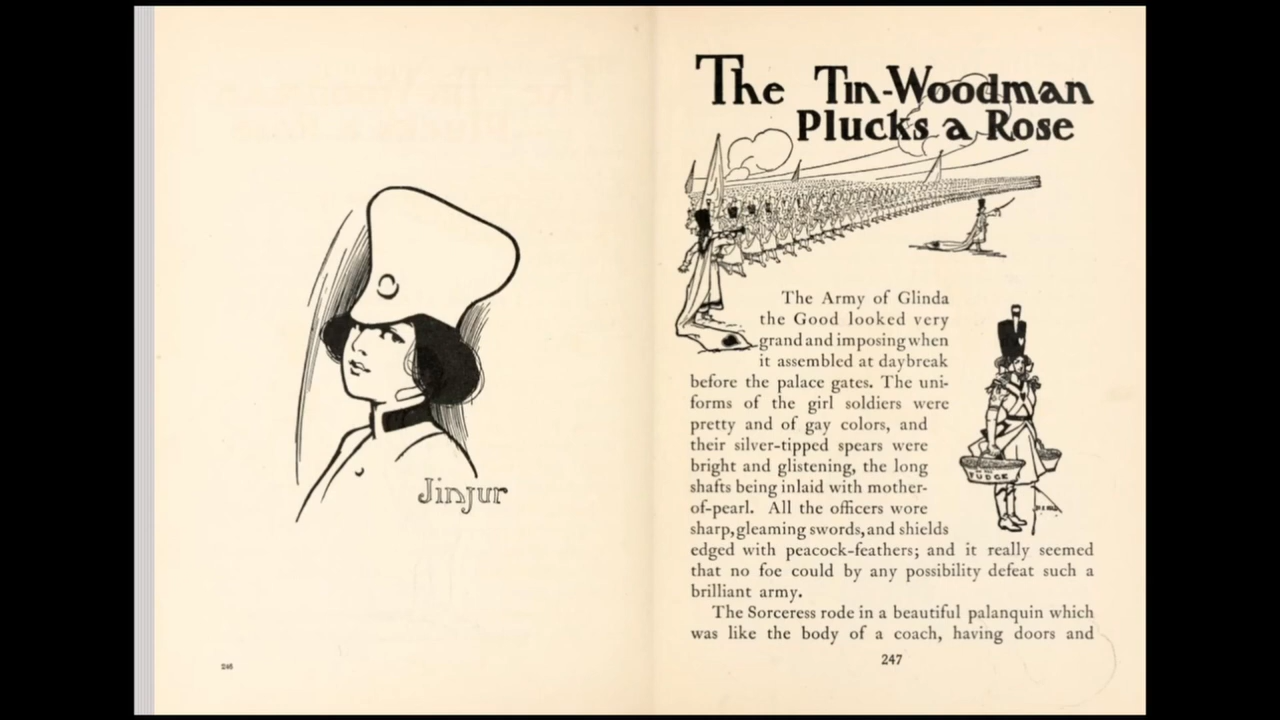 Jinjur
246
The Tin-Woodman
Plucks a Rose
The Army of Glinda
the Good looked very
grand and imposing when
it assembled at daybreak
before the palace gates. The uni-
forms of the girl soldiers were
pretty and of gay colors, and
their silver-tipped spears were
bright and glistening, the long
shafts being inlaid with mother-
of-pearl. All the officers wore
sharp, gleaming swords, and shields
edged with peacock-feathers; and it really seemed
that no foe could by any possibility defeat such a
brilliant army.
The Sorceress rode in a beautiful palanquin which
was like the body of a coach, having doors and
FUDGE
247